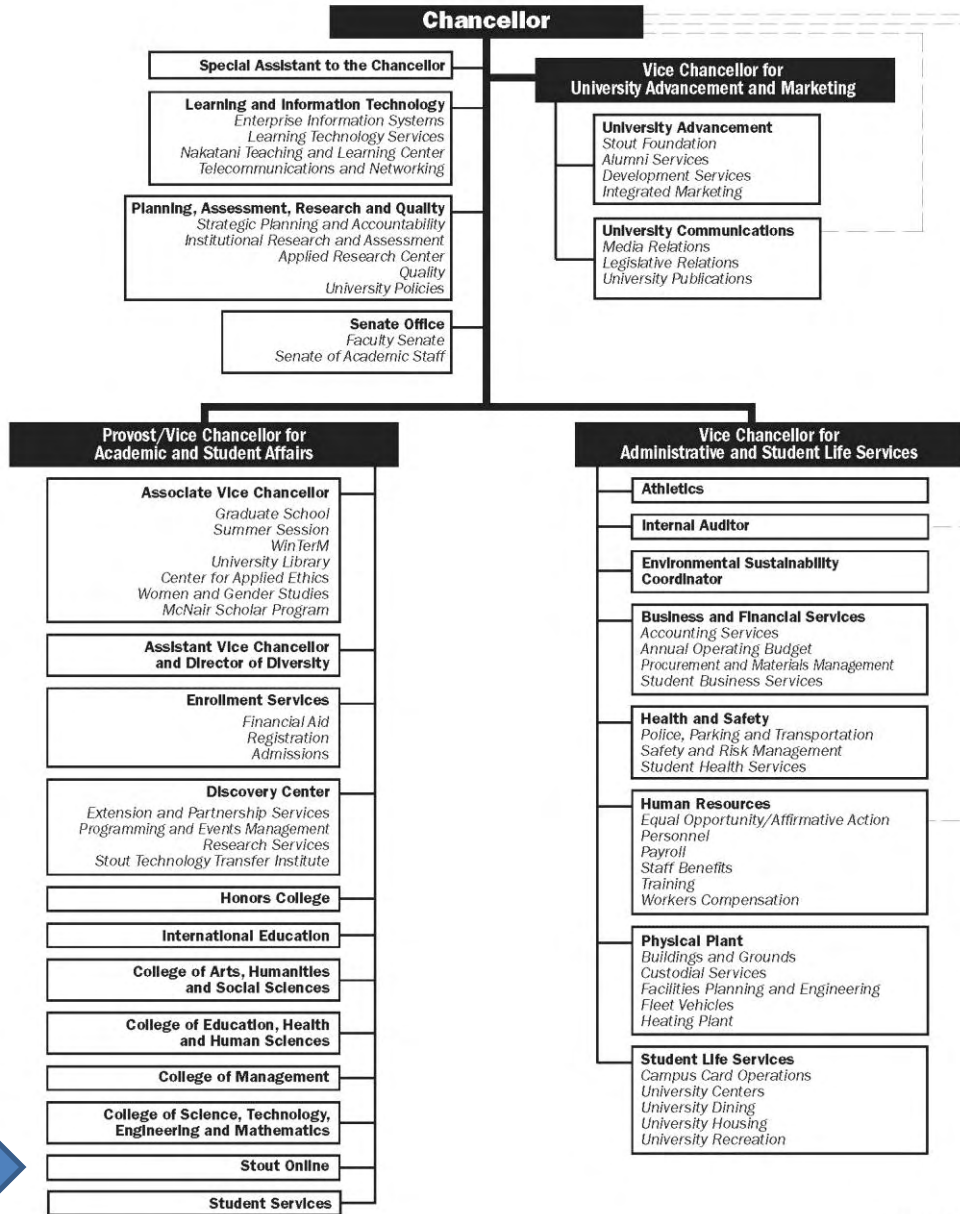 Chancellor
Special Assistant to the Chancellor
Learning and Information Technology
Enterprise Information Systems
Learning Technology Services
Nakatani Teaching and Learning Center
Telecommunications and Networking
Planning, Assessment, Research and Quality
Strategic Planning and Accountability
Institutional Research and Assessment
Applied Research Center
Quality
University Policies
Senate Office
Faculty Senate
Senate of Academic Staff
Vice Chancellor for
University Advancement and Marketing
University Advancement
Stout Foundation
Alumni Services
Development Services
Integrated Marketing
University Communications
Media Relations
Legislative Relations
University Publications
Provost/Vice Chancellor for
Academic and Student Affairs
Associate Vice Chancellor
Graduate School
Summer Session
WinTerM
University Library
Center for Applied Ethics
Women and Gender Studies
McNair Scholar Program
Assistant Vice Chancellor
and Director of Diversity
Enrollment Services
Financial Aid
Registration
Admissions
Discovery Center
Extension and Partnership Services
Programming and Events Management
Research Services
Stout Technology Transfer Institute
Honors College
International Education
College of Arts, Humanities
and Social Sciences
College of Education, Health
and Human Sciences
College of Management
College of Science, Technology,
Engineering and Mathematics
Stout Online
Student Services
Vice Chancellor for
Administrative and Student Life Services
Athletics
Internal Auditor
Environmental Sustainability
Coordinator
Business and Financial Services
Accounting Services
Annual Operating Budget
Procurement and Materials Management
Student Business Services
Health and Safety
Police, Parking and Transportation
Safety and Risk Management
Student Health Services
Human Resources
Equal Opportunity/Affirmative Action
Personnel
Payroll
Staff Benefits
Training
Workers Compensation
Physical Plant
Buildings and Grounds
Custodial Services
Facilities Planning and Engineering
Fleet Vehicles
Heating Plant
Student Life Services
Campus Card Operations
University Centers
University Dining
University Housing
University Recreation